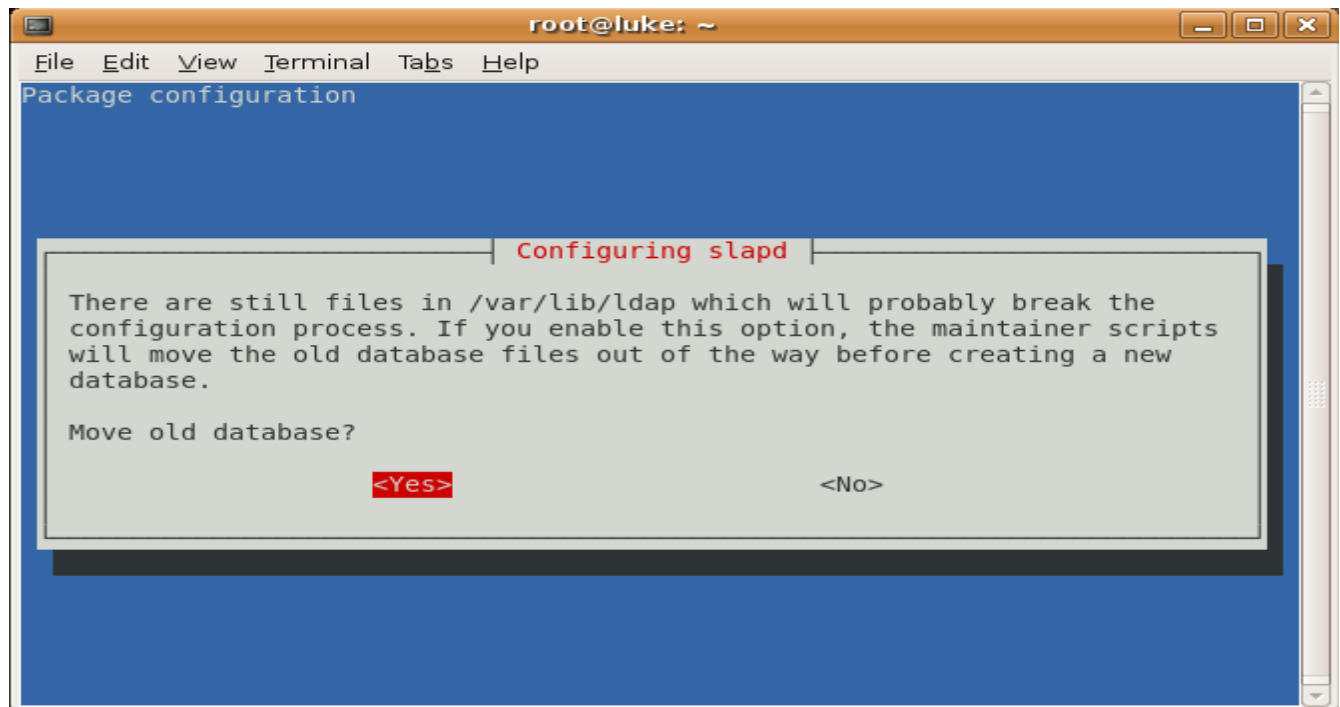 root@luke: ~
File Edit View Terminal Tabs Help
Package configuration
Configuring slapd
There are still files in /var/lib/ldap which will probably break the
configuration process. If you enable this option, the maintainer scripts
will move the old database files out of the way before creating a new
database.
Move old database?
<Yes> <No>